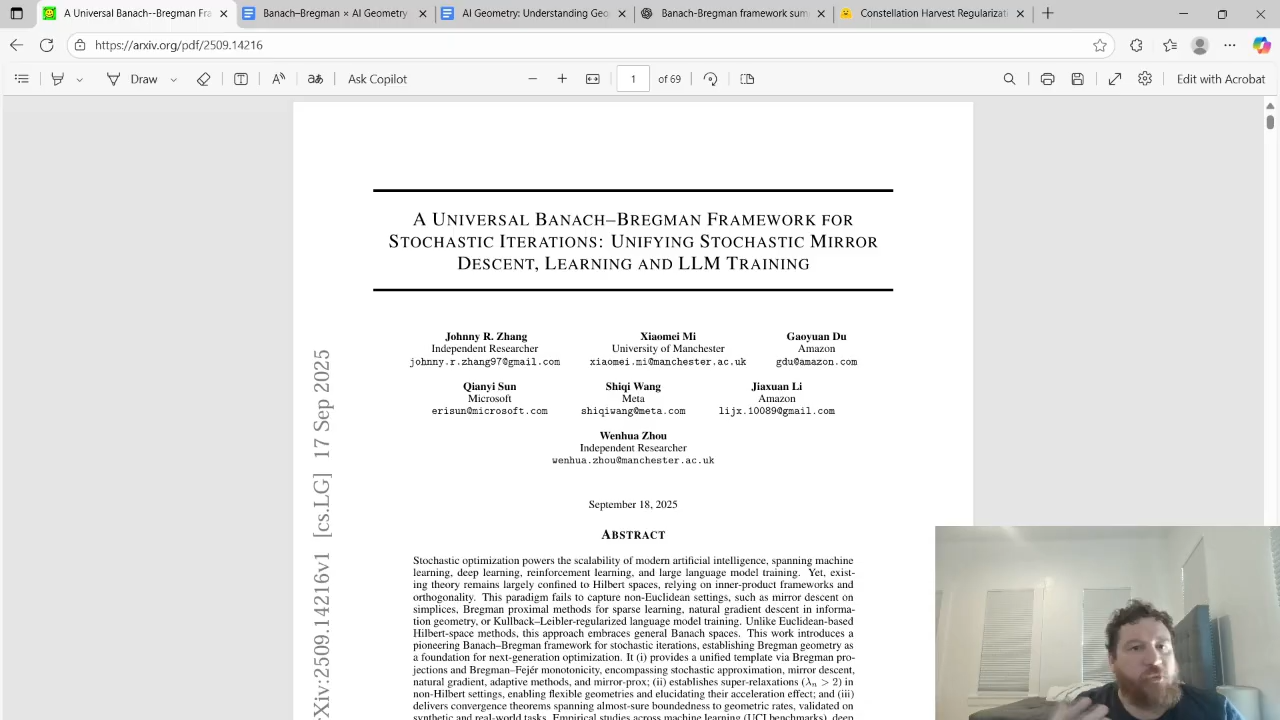 Banach-Bregman Fr
Banach-Bregman
AI Geometry
Understanding Geo
Banach-Bregman F
Constellation
Harvest Regularizati
https://arxiv.org/pdf/2509.14216
Draw
Ask Copilot
1 of 69
Edit with Acrobat
A UNIVERSAL BANACH–BREGMAN FRAMEWORK FOR
STOCHASTIC ITERATIONS: UNIFYING STOCHASTIC MIRROR
DESCENT, LEARNING AND LLM TRAINING
Johnny R. Zhang
Independent Researcher
johnny.r.zhang97@gmail.com
Xiaomei Mi
University of Manchester
xiaomei.mi@manchester.ac.uk
Gaoyuan Du
Amazon
gdu@amazon.com
Qianyi Sun
Microsoft
erisun@microsoft.com
Shiqi Wang
Meta
shiqiwang@meta.com
Jiaxuan Li
Amazon
lijx.10089@gmail.com
Wenhua Zhou
Independent Researcher
wenhua.zhou@manchester.ac.uk
September 18, 2025
ABSTRACT
Stochastic optimization powers the scalability of modern artificial intelligence, spanning machine
learning, deep learning, reinforcement learning, and large language model training. Yet, exist-
ing theory remains largely confined to Hilbert spaces, relying on inner-product frameworks and
orthogonality. This paradigm fails to capture non-Euclidean settings, such as mirror descent on
simplices, Bregman proximal methods for sparse learning, natural gradient descent in informa-
tion geometry, or Kullback–Leibler-regularized language model training. Unlike Euclidean-based
Hilbert-space methods, this approach embraces general Banach spaces. This work introduces a
pioneering Banach–Bregman framework for stochastic iterations, establishing Bregman geometry as
a foundation for next-generation optimization. It (i) provides a unified template via Bregman pro-
jections and Bregman–Fejér monotonicity, encompassing stochastic approximation, mirror descent,
natural gradient, adaptive methods, and mirror-prox; (ii) establishes super-relaxations (λn > 2) in
non-Hilbert settings, enabling flexible geometries and elucidating their acceleration effect; and (iii)
delivers convergence theorems spanning almost-sure boundedness to geometric rates, validated on
synthetic and real-world tasks. Empirical studies across machine learning (UCI benchmarks), deep
arXiv:2509.14216v1 [cs.LG] 17 Sep 2025